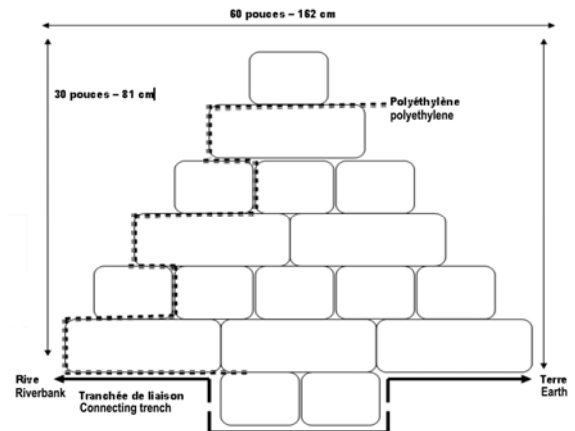 60 pouces – 162 cm
30 pouces – 81 cm
Polyéthylène
polyethylene
Rive
Riverbank
Tranchée de liaison
Connecting trench
Terre
Earth